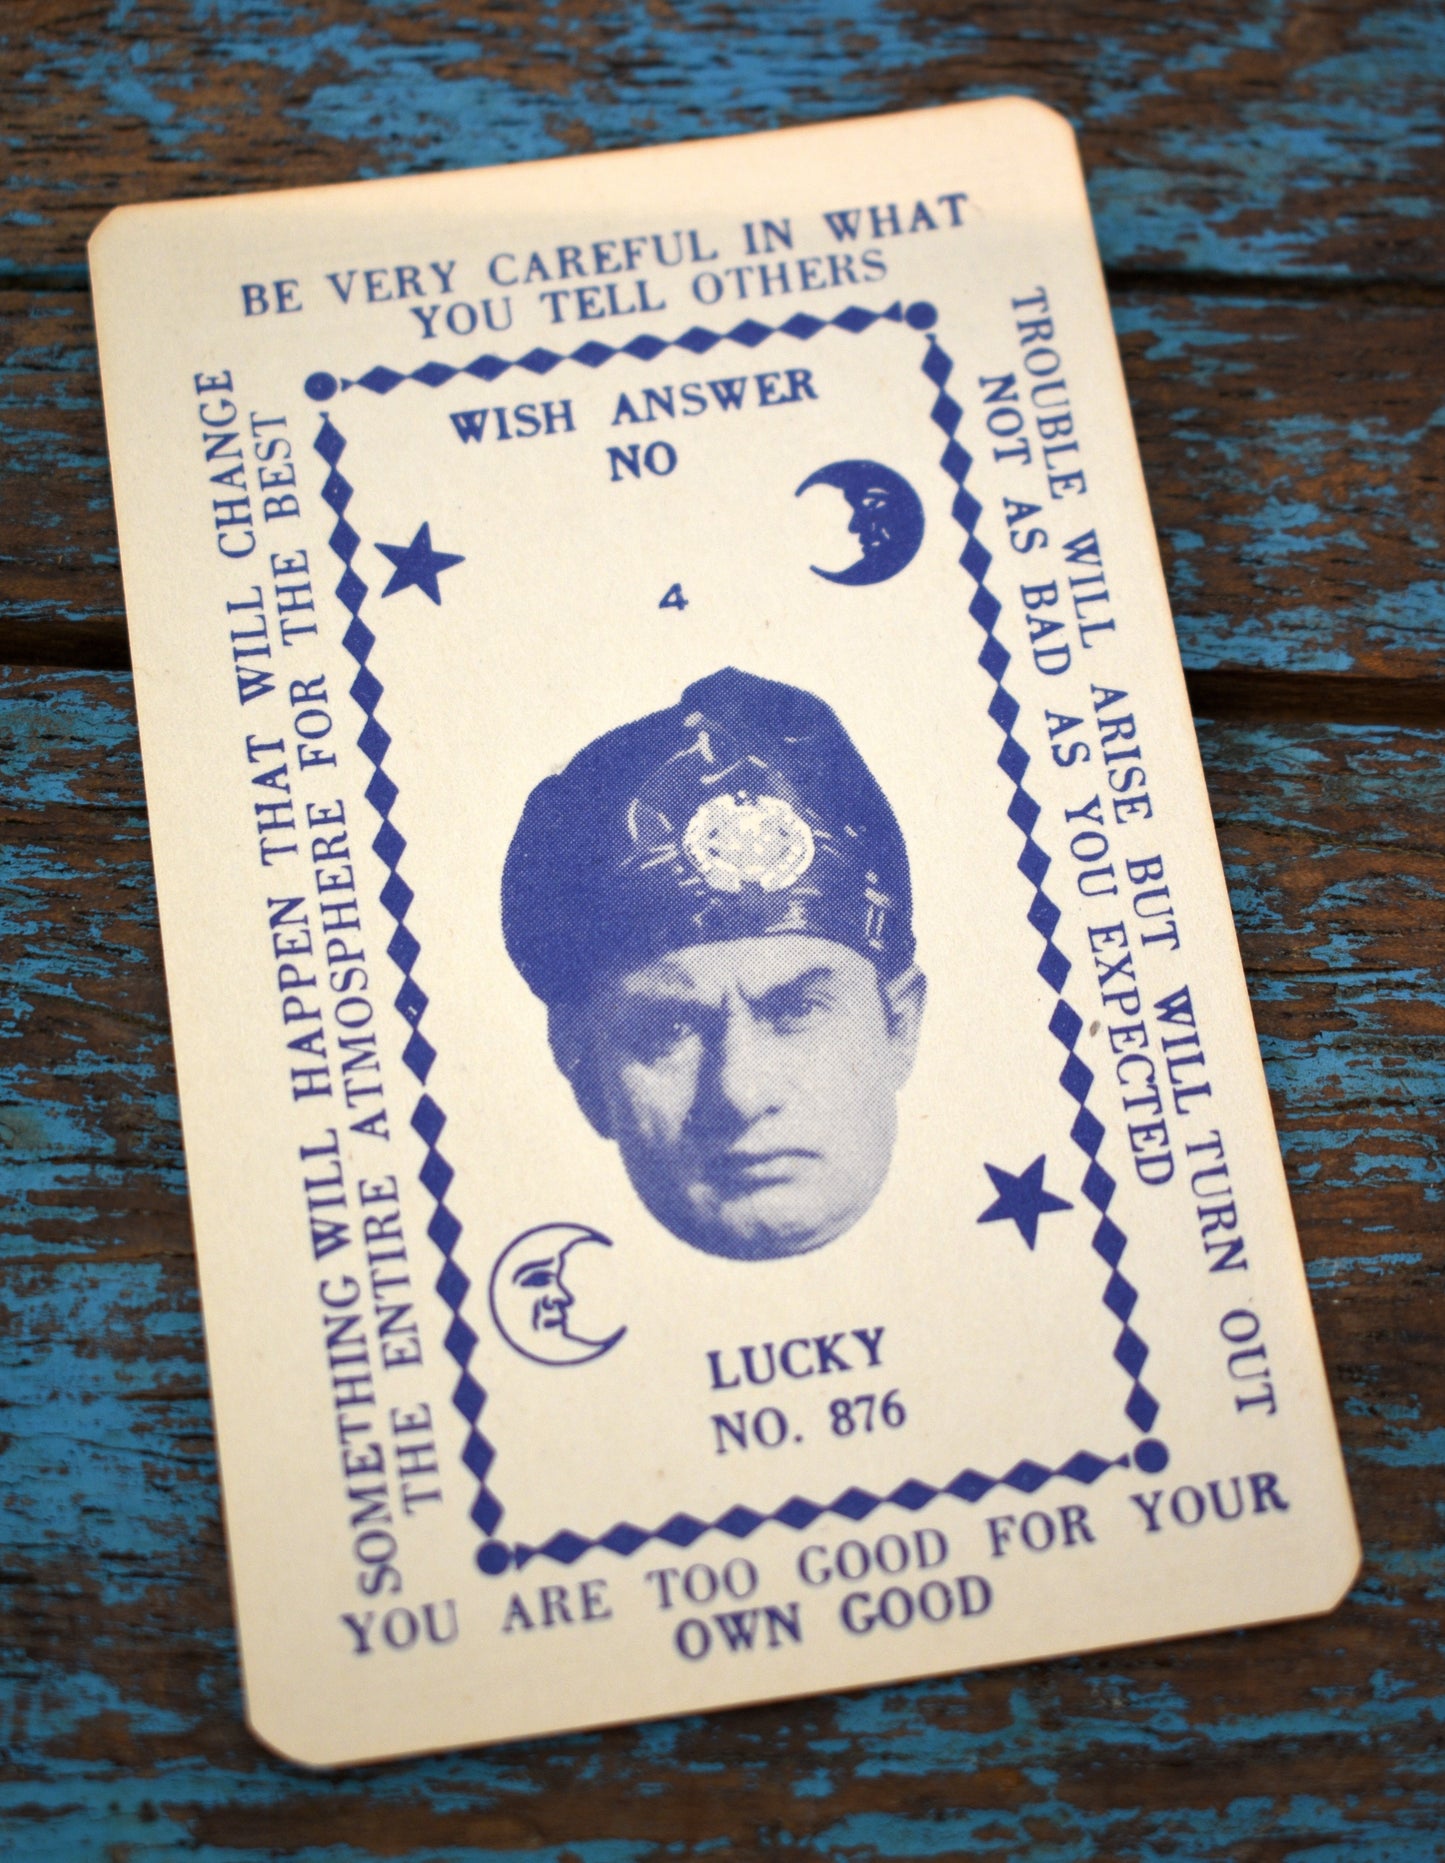 BE VERY CAREFUL IN WHAT
YOU TELL OTHERS
SOMETHING WILL HAPPEN THAT WILL CHANGE
THE ENTIRE ATMOSPHERE FOR THE BEST
WISH ANSWER
NO
4
LUCKY
NO. 876
TROUBLE WILL ARISE BUT WILL TURN OUT
NOT AS BAD AS YOU EXPECTED
YOU ARE TOO GOOD FOR YOUR
OWN GOOD